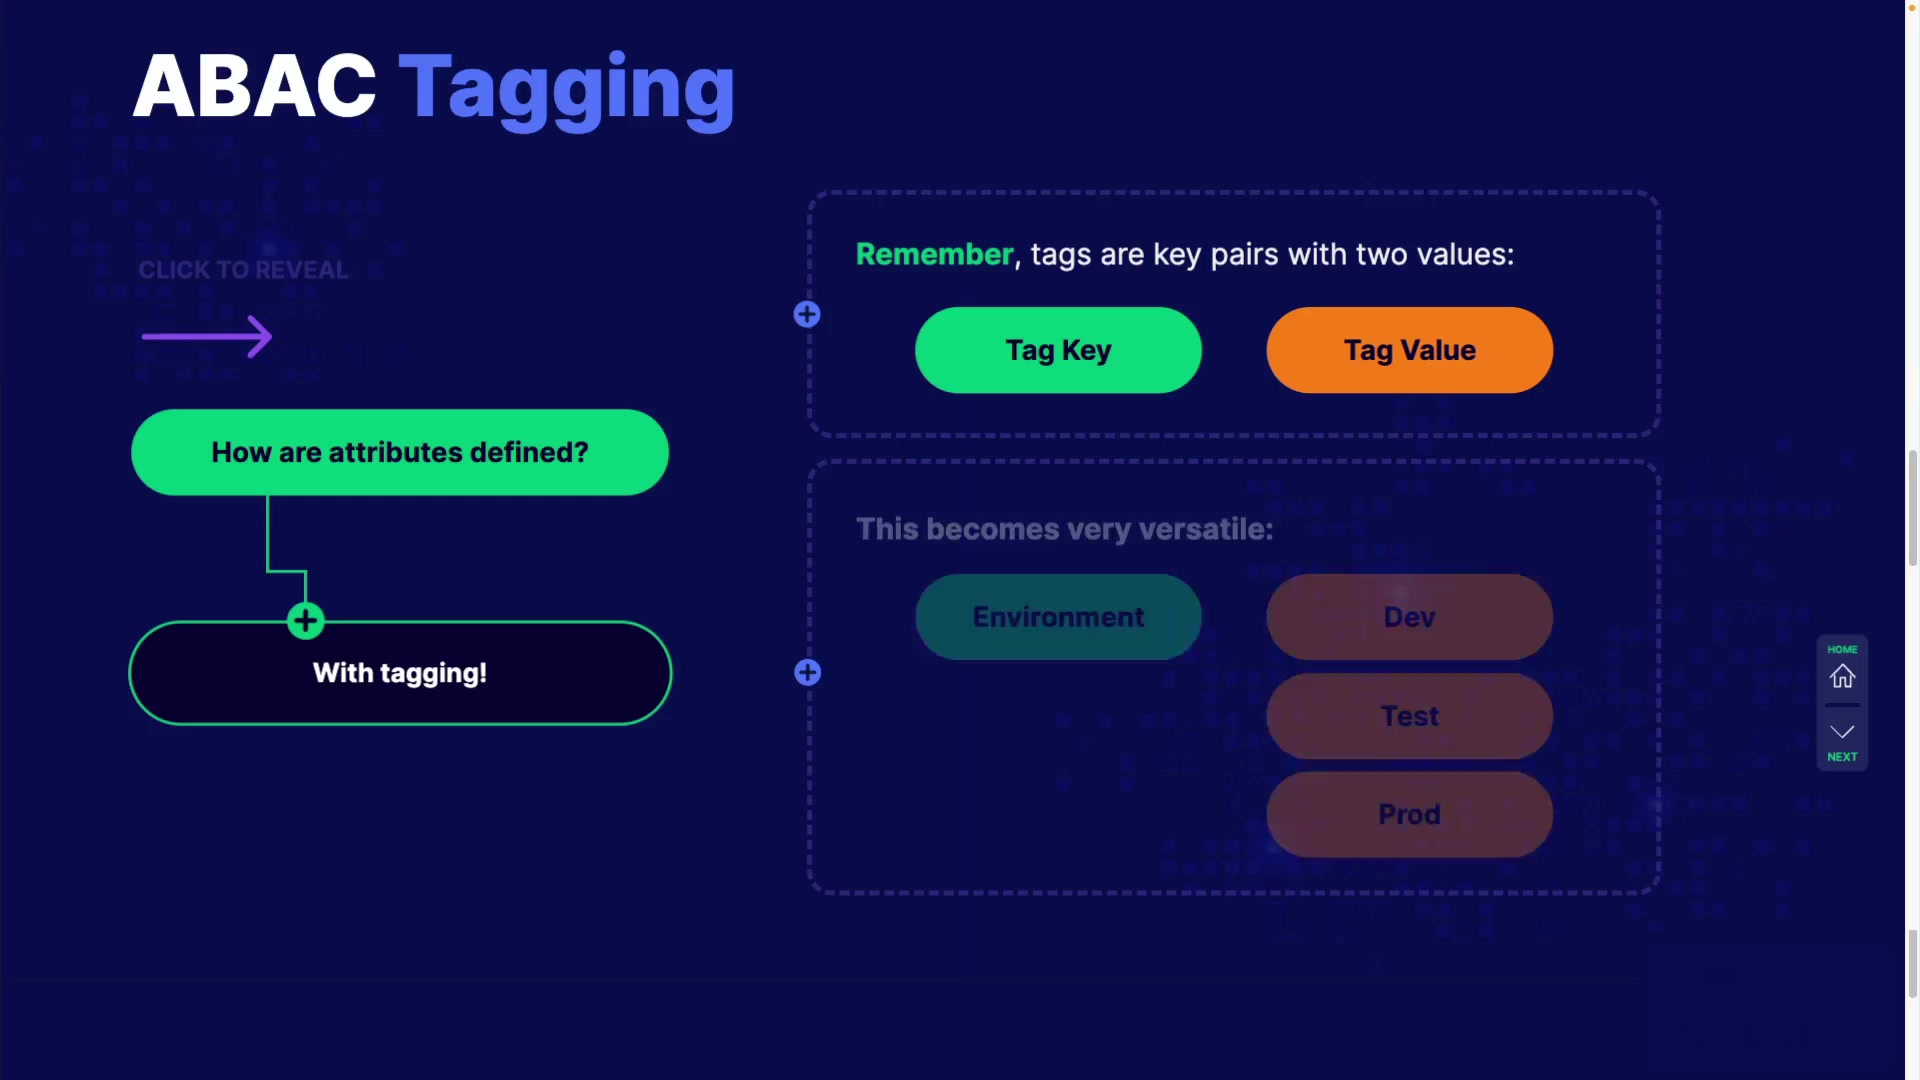 ABAC Tagging
CLICK TO REVEAL
How are attributes defined?
With tagging!
Remember, tags are key pairs with two values:
Tag Key
Tag Value
This becomes very versatile:
Environment
Dev
Test
Prod
HOME
NEXT